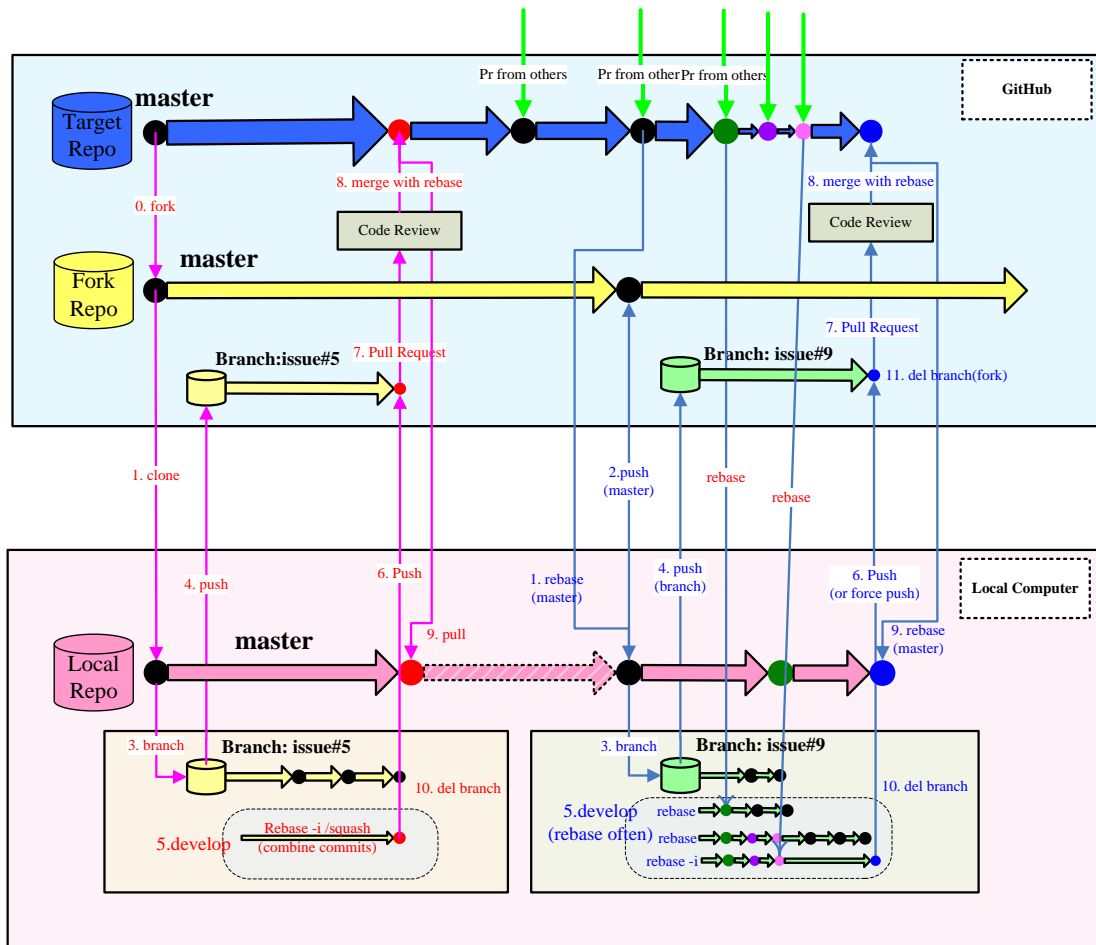 Pr from others
Pr from other
Pr from others
GitHub
master
Target
Repo
8. merge with rebase
8. merge with rebase
0. fork
Code Review
Code Review
master
Fork
Repo
7. Pull Request
7. Pull Request
Branch:issue#5
Branch: issue#9
11. del branch(fork)
1. clone
2.push
(master)
rebase
rebase
4. push
6. Push
1. rebase
(master)
4. push
(branch)
6. Push
(or force push)
Local Computer
master
9. pull
9. rebase
(master)
Local
Repo
3. branch
Branch: issue#5
10. del branch
3. branch
Branch: issue#9
10. del branch
5.develop
Rebase -i /squash
(combine commits)
5.develop
(rebase often)
rebase
rebase
rebase -i